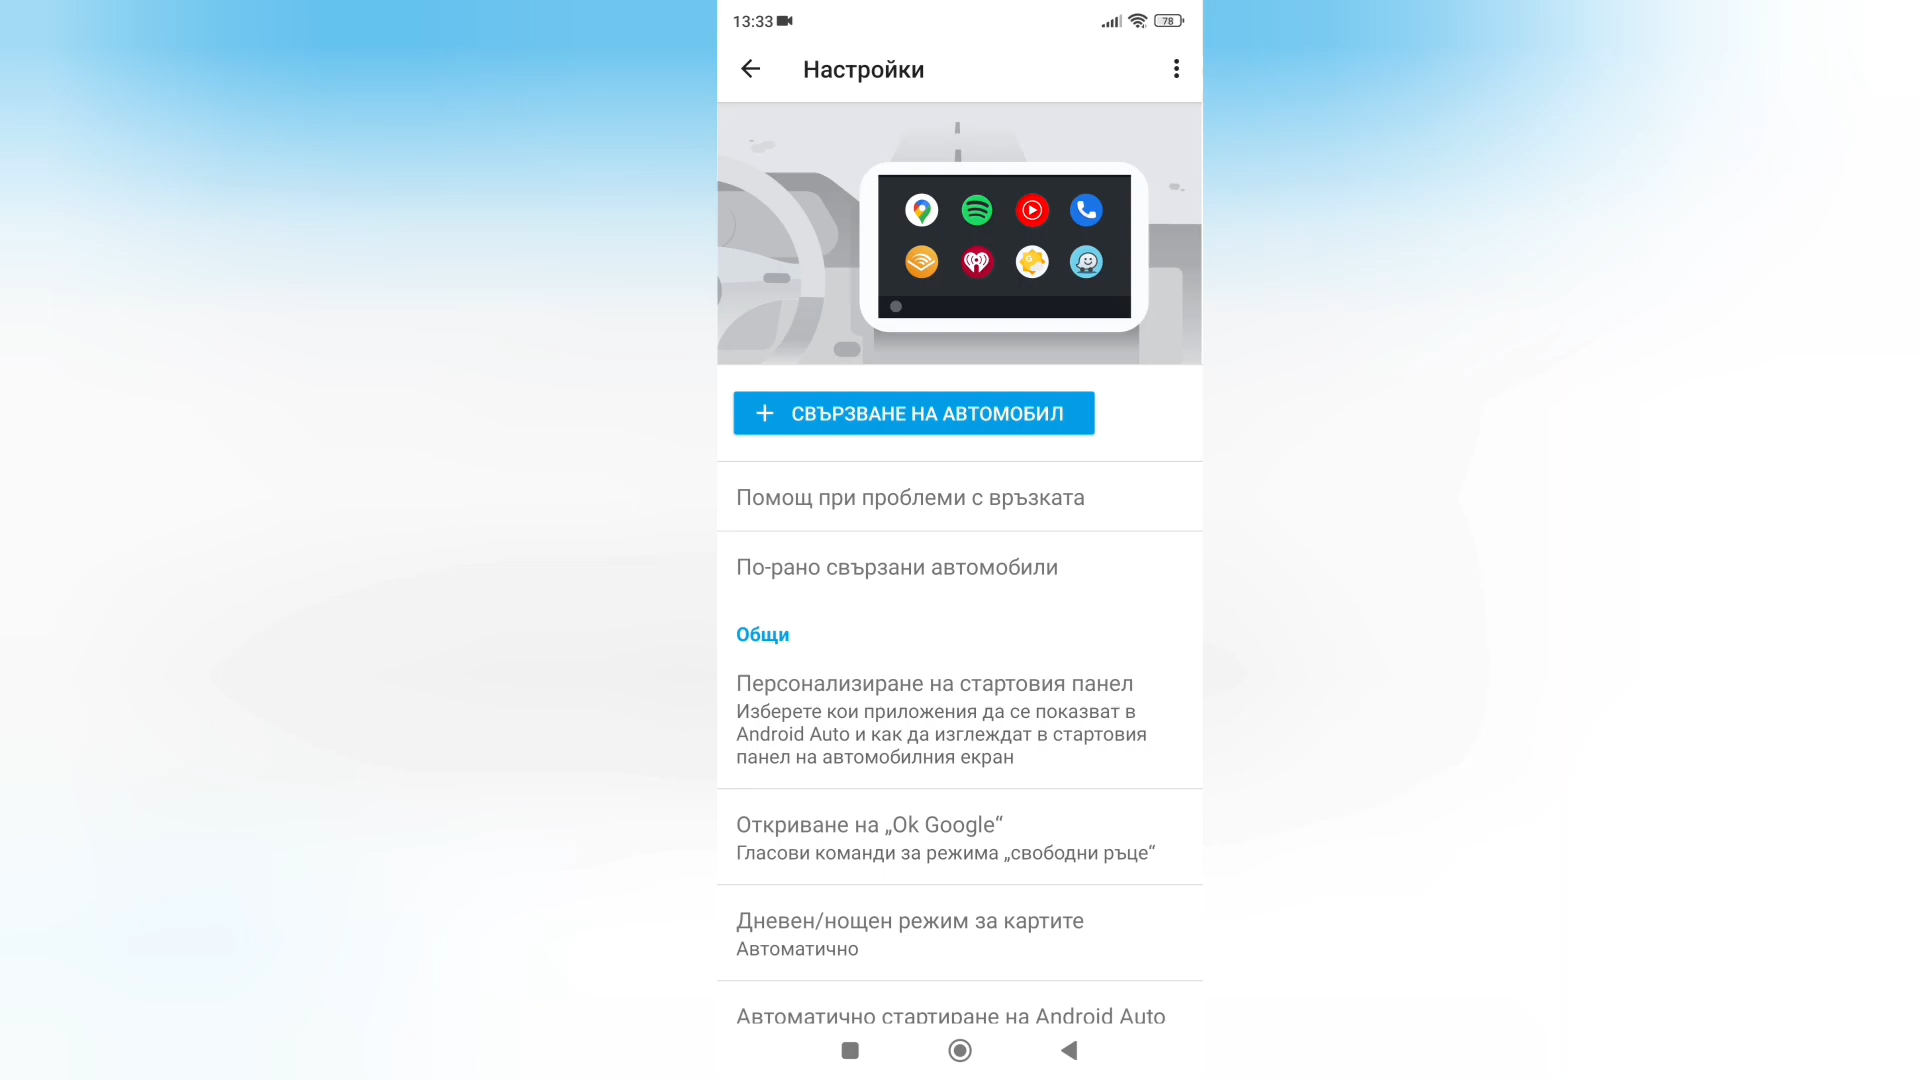 13:33
78
Настройки
СВЪРЗВАНЕ НА АВТОМОБИЛ
Помощ при проблеми с връзката
По-рано свързани автомобили
Общи
Персонализиране на стартовия панел
Изберете кои приложения да се показват в
Android Auto и как да изглеждат в стартовия
панел на автомобилния екран
Откриване на „Ok Google“
Гласови команди за режима „свободни ръце“
Дневен/нощен режим за картите
Автоматично
Автоматично стартиране на Android Auto